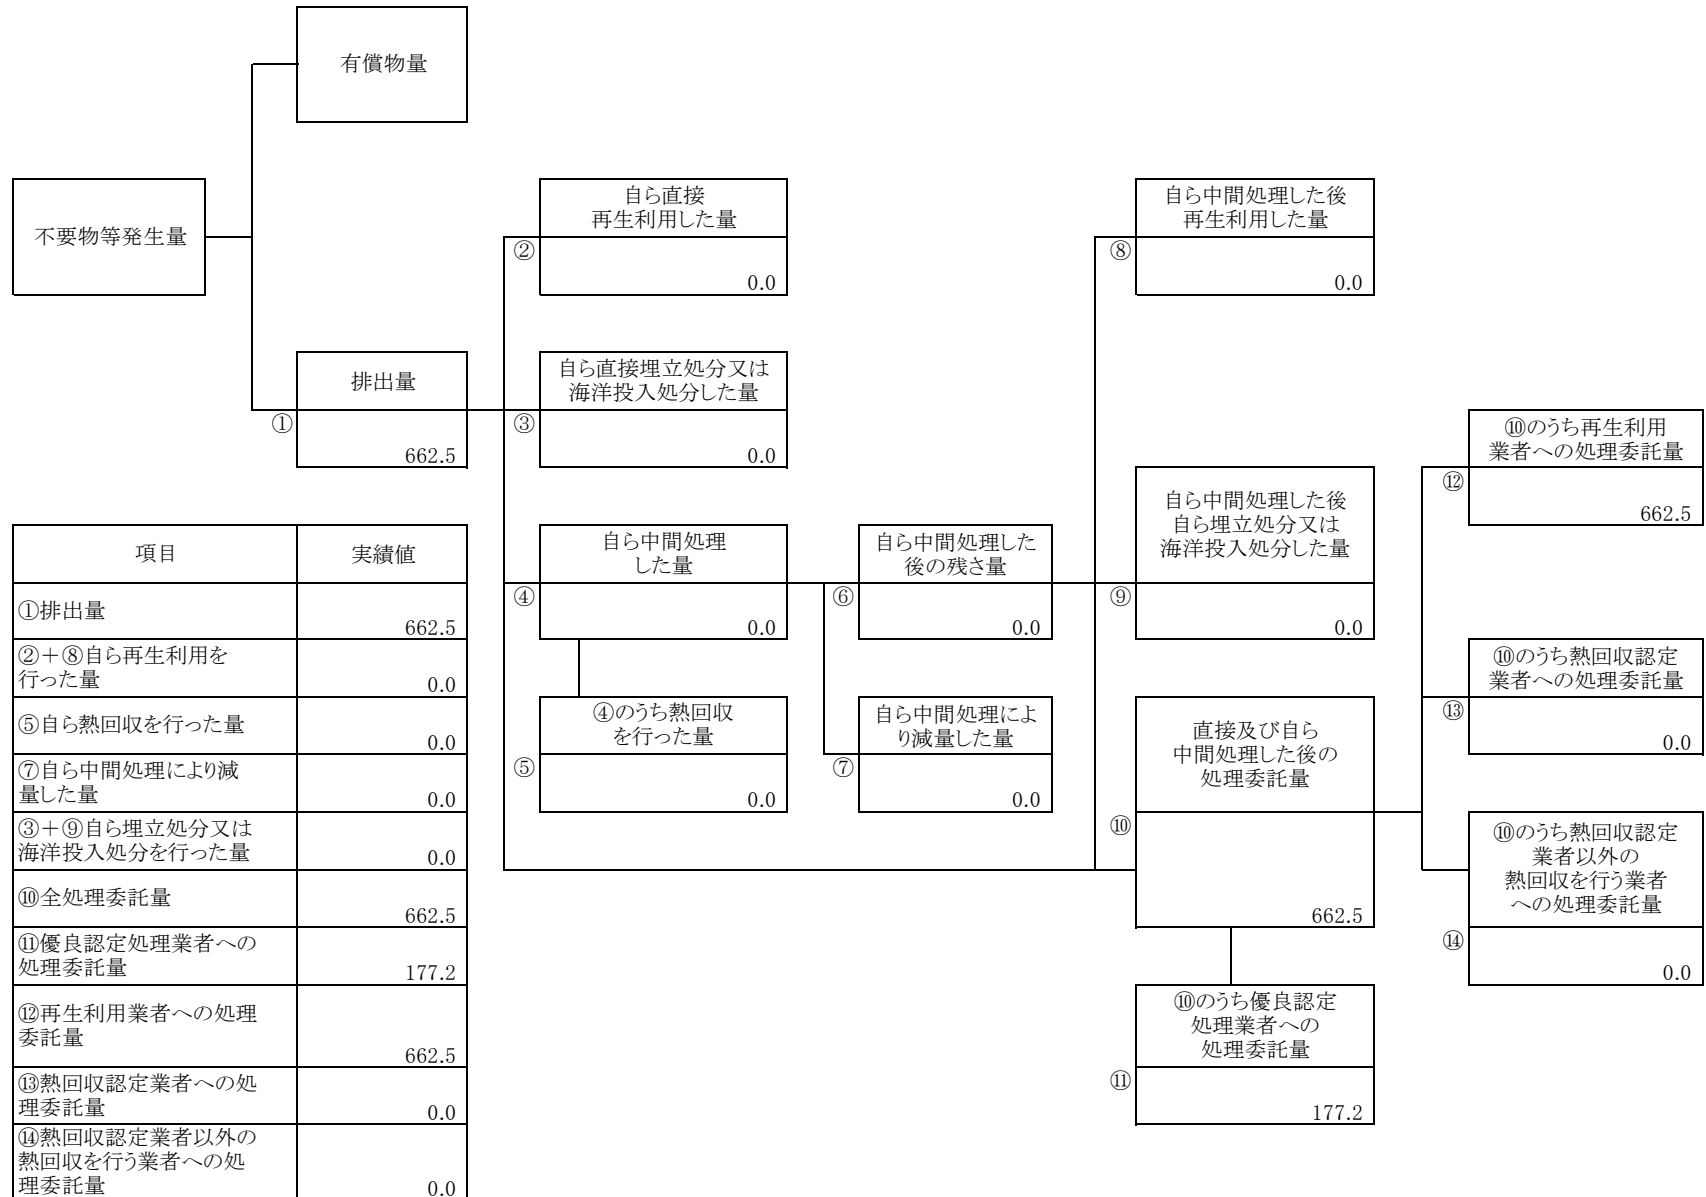 有償物量
不要物等発生量
排出量
①
662.5
自ら直接
再生利用した量
②
0.0
自ら直接埋立処分又は
海洋投入処分した量
③
0.0
自ら中間処理
した量
④
0.0
④のうち熱回収
を行った量
⑤
0.0
自ら中間処理した
後の残さ量
⑥
0.0
自ら中間処理によ
り減量した量
⑦
0.0
自ら中間処理した後
再生利用した量
⑧
0.0
自ら中間処理した後
自ら埋立処分又は
海洋投入処分した量
⑨
0.0
直接及び自ら
中間処理した後の
処理委託量
⑩
662.5
⑩のうち優良認定
処理業者への
処理委託量
⑪
177.2
⑩のうち再生利用
業者への処理委託量
⑫
662.5
⑩のうち熱回収認定
業者への処理委託量
⑬
0.0
⑩のうち熱回収認定
業者以外の
熱回収を行う業者
への処理委託量
⑭
0.0
項目 実績値
①排出量
662.5
②+⑧自ら再生利用を
行った量
0.0
⑤自ら熱回収を行った量
0.0
⑦自ら中間処理により減
量した量
0.0
③+⑨自ら埋立処分又は
海洋投入処分を行った量
0.0
⑩全処理委託量
662.5
⑪優良認定処理業者への
処理委託量
177.2
⑫再生利用業者への処理
委託量
662.5
⑬熱回収認定業者への処
理委託量
0.0
⑭熱回収認定業者以外の
熱回収を行う業者への処
理委託量
0.0